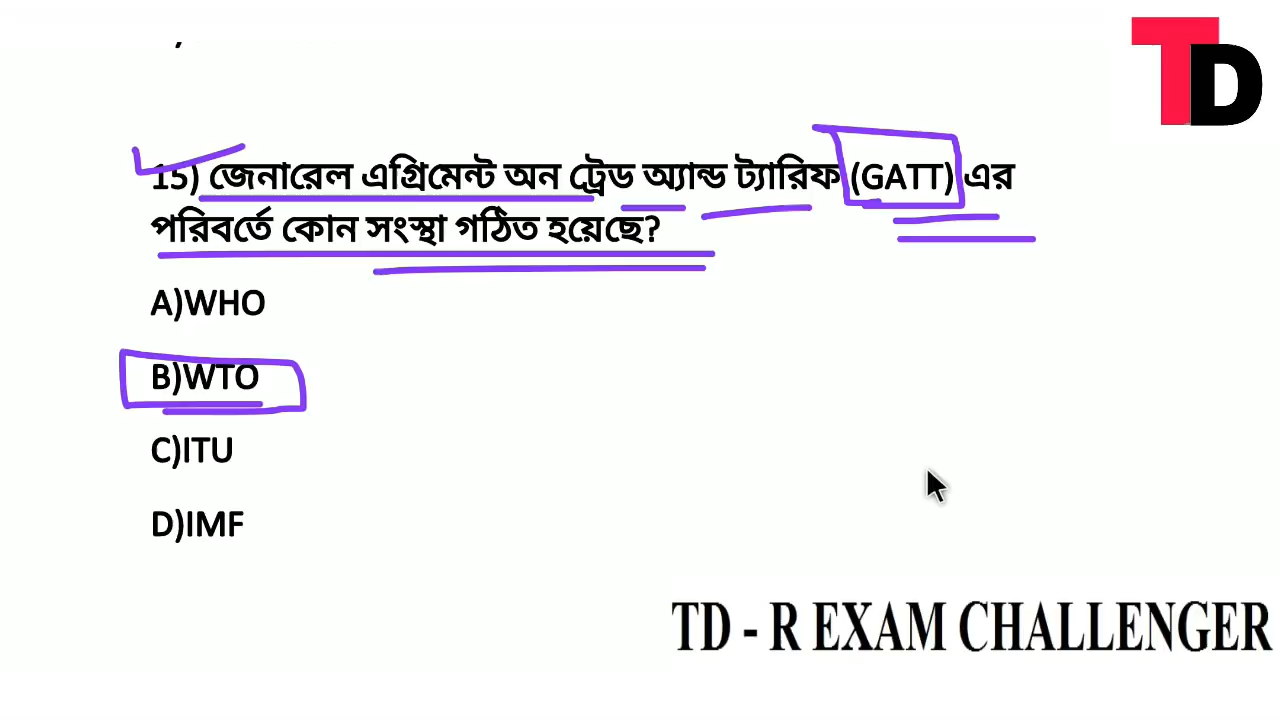 TD
15) জেনারেল এগ্রিমেন্ট অন ট্রেড অ্যান্ড ট্যারিফ (GATT) এর
পরিবর্তে কোন সংস্থা গঠিত হয়েছে?
A)WHO
B)WTO
C)ITU
D)IMF
TD - R EXAM CHALLENGER